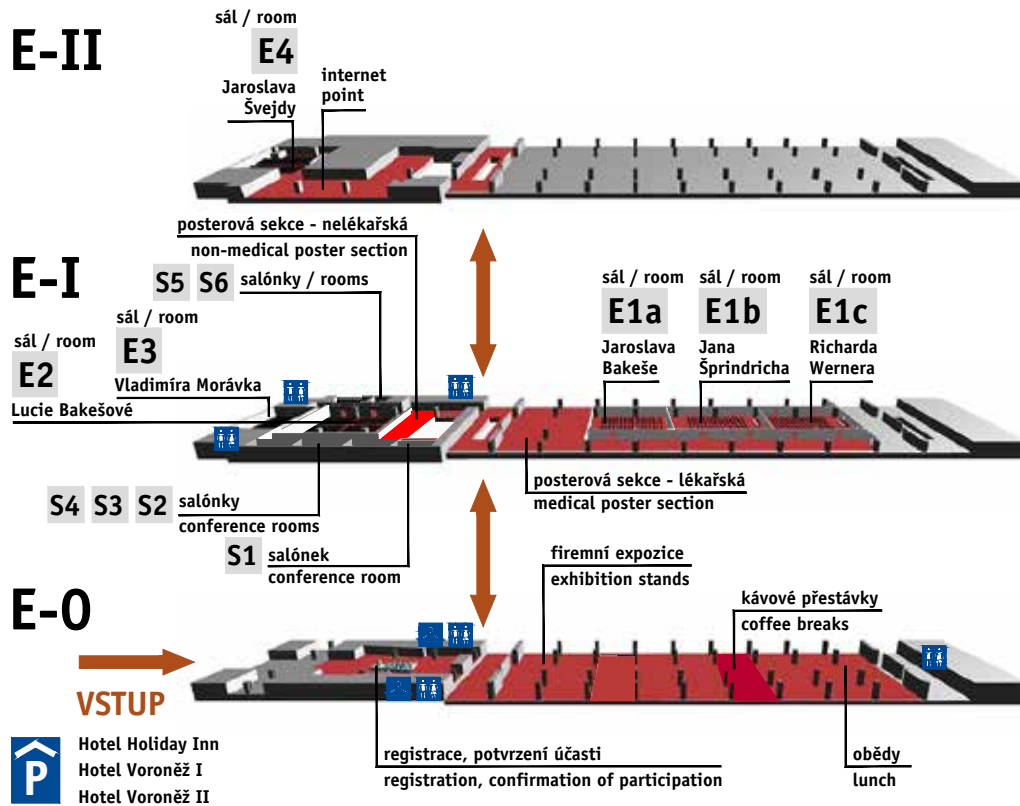 E-II
sál / room
E4
Jaroslava
Švejdy
internet
point
posterová sekce - nelékařská
non-medical poster section
E-I
S5 S6 salónky / rooms
sál / room
E3
Vladimíra Morávka
sál / room
E2
Lucie Bakešové
sál / room
E1a
Jaroslava
Bakeše
sál / room
E1b
Jana
Šprindricha
sál / room
E1c
Richarda
Wernera
posterová sekce - lékařská
medical poster section
S4 S3 S2 salónky
conference rooms
S1 salónek
conference room
E-0
firemní expozice
exhibition stands
kávové přestávky
coffee breaks
VSTUP
registrace, potvrzení účasti
registration, confirmation of participation
obědy
lunch
P
Hotel Holiday Inn
Hotel Voroněž I
Hotel Voroněž II